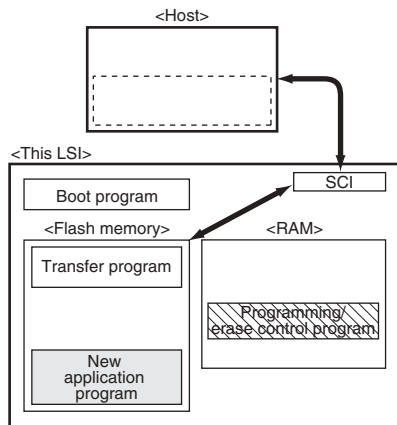 <Host>
<This LSI>
SCI
Boot program
<Flash memory>
<RAM>
Transfer program
Programming/
erase control program
New
application
program